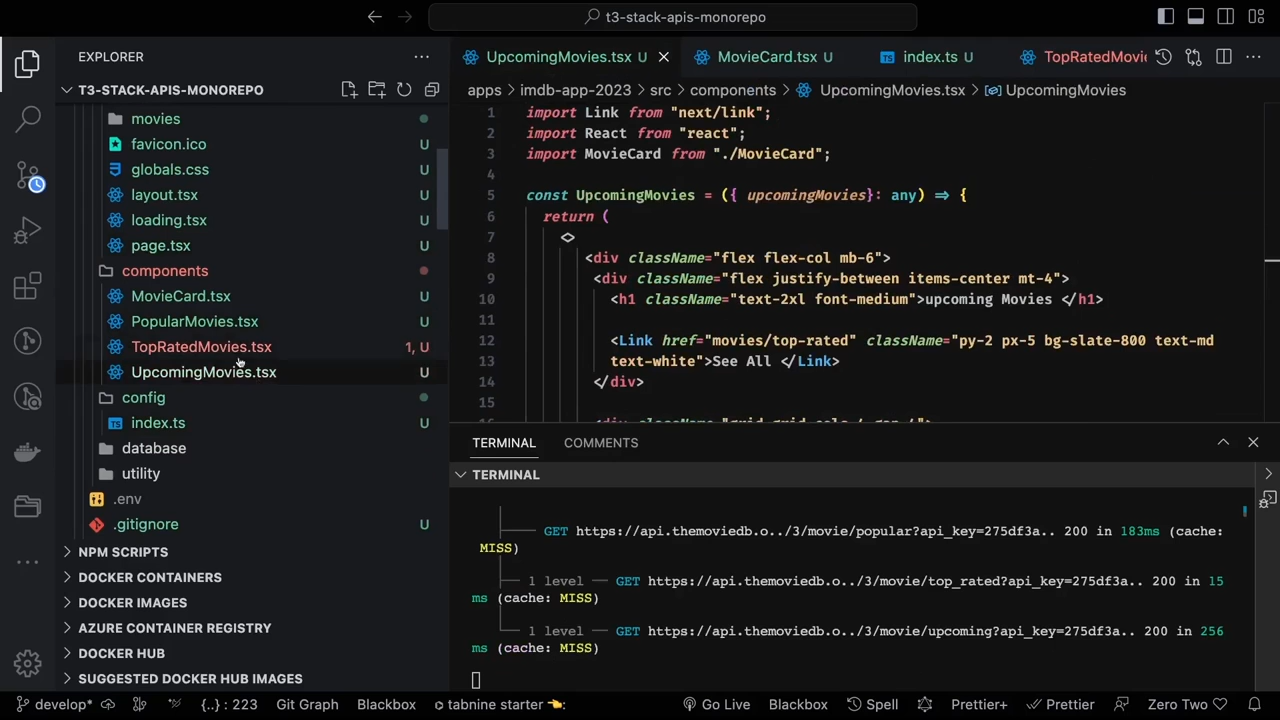 t3-stack-apis-monorepo
EXPLORER
T3-STACK-APIS-MONOREPO
movies
favicon.ico U
globals.css U
layout.tsx U
loading.tsx U
page.tsx U
components
MovieCard.tsx U
PopularMovies.tsx U
TopRatedMovies.tsx 1, U
UpcomingMovies.tsx U
config
index.ts U
database
utility
.env
.gitignore U
NPM SCRIPTS
DOCKER CONTAINERS
DOCKER IMAGES
AZURE CONTAINER REGISTRY
DOCKER HUB
SUGGESTED DOCKER HUB IMAGES
UpcomingMovies.tsx U
MovieCard.tsx U
TS index.ts U
TopRatedMovie
apps > imdb-app-2023 > src > components > UpcomingMovies.tsx > UpcomingMovies
1 import Link from "next/link";
2 import React from "react";
3 import MovieCard from "./MovieCard";
4
5 const UpcomingMovies = ({ upcomingMovies}: any) => {
6 return (
7 <>
8 <div className="flex flex-col mb-6">
9 <div className="flex justify-between items-center mt-4">
10 <h1 className="text-2xl font-medium">upcoming Movies </h1>
11
12 <Link href="movies/top-rated" className="py-2 px-5 bg-slate-800 text-md
13 text-white">See All </Link>
14 </div>
15
TERMINAL COMMENTS
TERMINAL
GET https://api.themoviedb.o../3/movie/popular?api_key=275df3a.. 200 in 183ms (cache:
MISS)
1 level GET https://api.themoviedb.o../3/movie/top_rated?api_key=275df3a.. 200 in 15
ms (cache: MISS)
1 level GET https://api.themoviedb.o../3/movie/upcoming?api_key=275df3a.. 200 in 256
ms (cache: MISS)
develop* {..} : 223 Git Graph Blackbox tabnine starter Go Live Blackbox Spell Prettier+ Prettier Zero Two